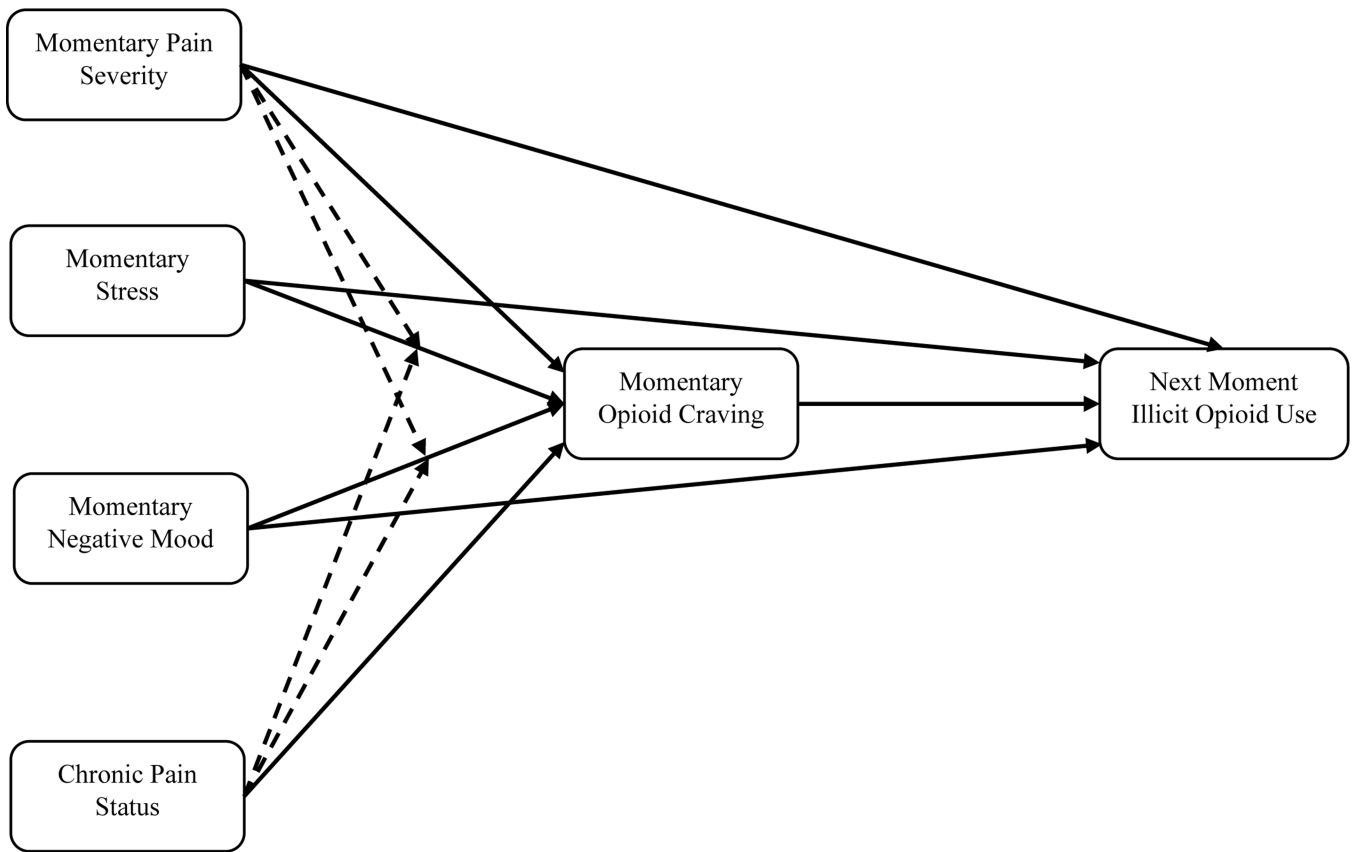 Momentary Pain
Severity
Momentary
Stress
Momentary
Opioid Craving
Next Moment
Illicit Opioid Use
Momentary
Negative Mood
Chronic Pain
Status